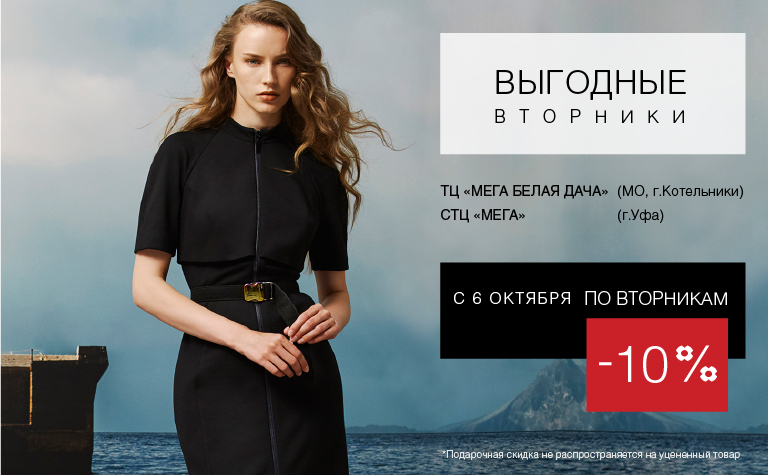 ВЫГОДНЫЕ
ВТОРНИКИ
ТЦ «МЕГА БЕЛАЯ ДАЧА» (МО, г.Котельники)
СТЦ «МЕГА» (г.Уфа)
С 6 ОКТЯБРЯ ПО ВТОРНИКАМ
-10%
*Подарочная скидка не распространяется на уцененный товар